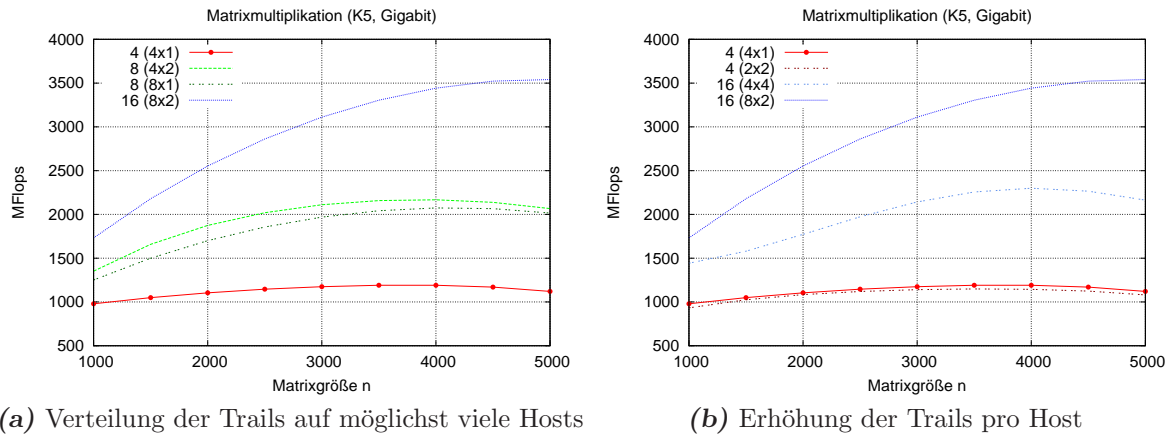 Matrixmultiplikation (K5, Gigabit)
4000
3500
3000
2500
2000
1500
1000
500
MFlops
4 (4x1)
8 (4x2)
8 (8x1)
16 (8x2)
1000 2000 3000 4000 5000
Matrixgröße n
(a) Verteilung der Trails auf möglichst viele Hosts
Matrixmultiplikation (K5, Gigabit)
4000
3500
3000
2500
2000
1500
1000
500
MFlops
4 (4x1)
4 (2x2)
16 (4x4)
16 (8x2)
1000 2000 3000 4000 5000
Matrixgröße n
(b) Erhöhung der Trails pro Host